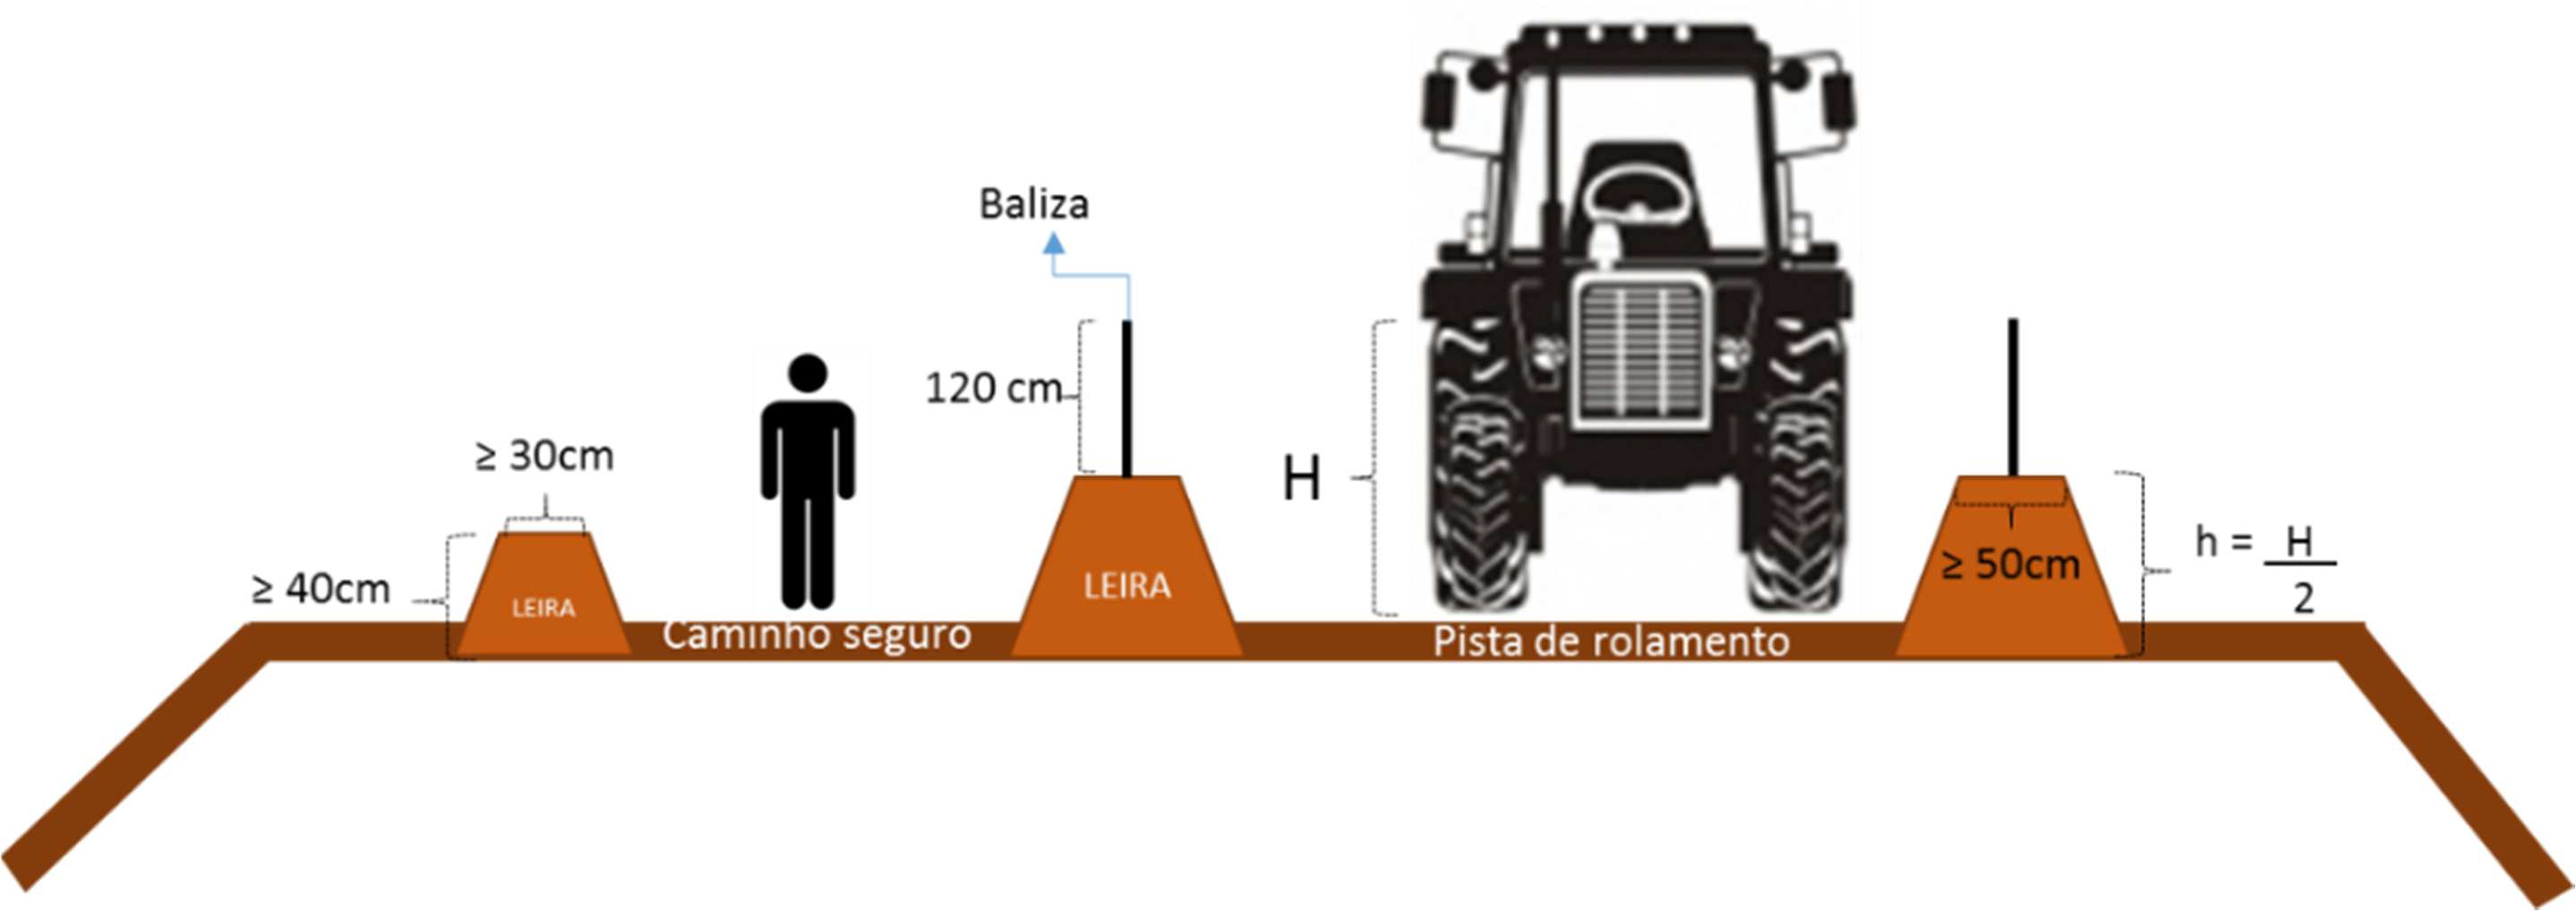 Baliza
120 cm
≥ 30cm
≥ 40cm
LEIRA
Caminho seguro
LEIRA
H
Pista de rolamento
≥ 50cm
h = H
2